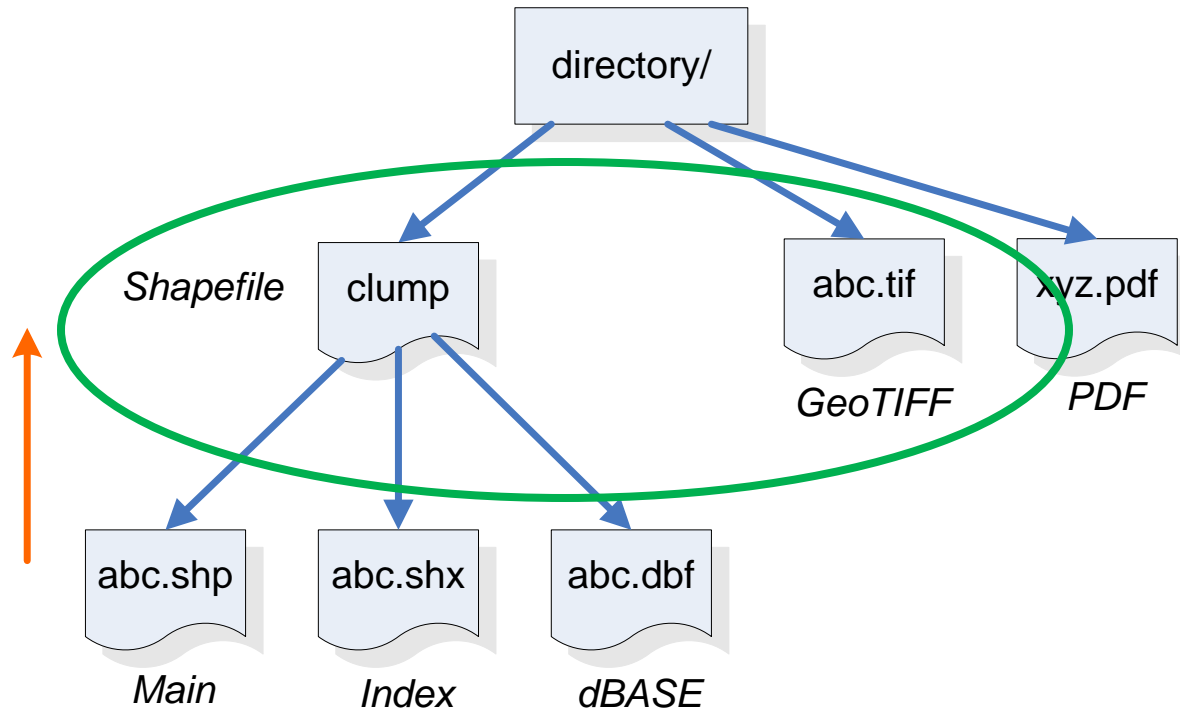 directory/
Shapefile
clump
abc.tif
xyz.pdf
GeoTIFF
PDF
abc.shp
abc.shx
abc.dbf
Main
Index
dBASE